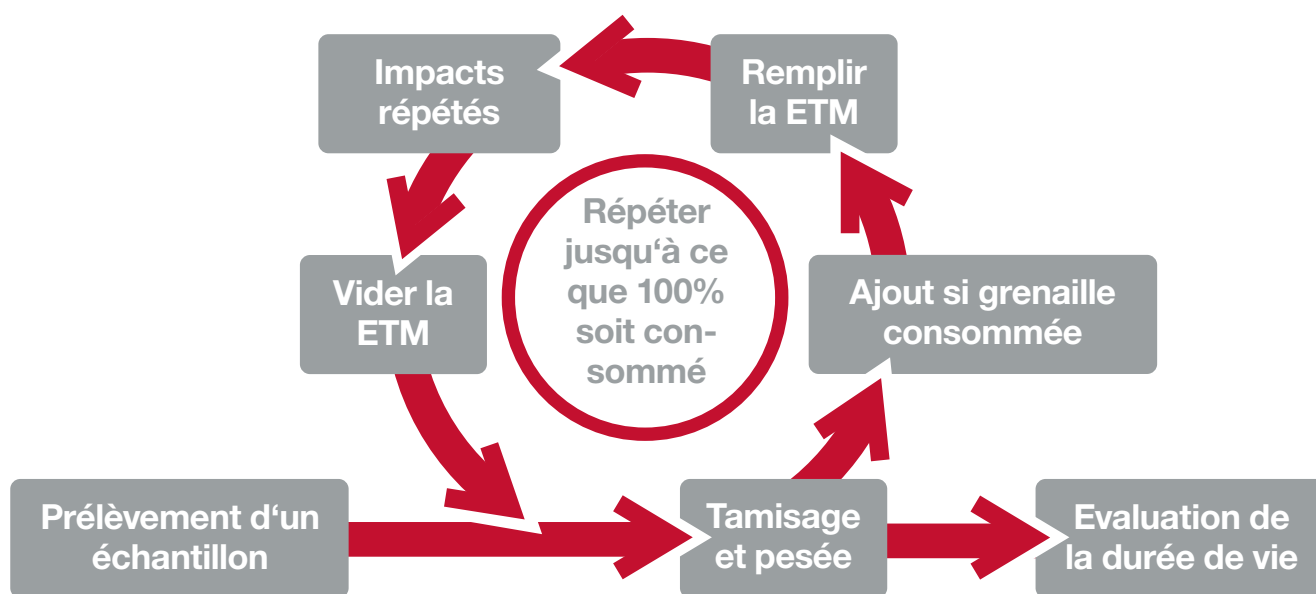 Impacts
répétés
Remplir
la ETM
Répéter
jusqu‘à ce
que 100%
soit con-
sommé
Vider la
ETM
Ajout si grenaille
consommée
Prélèvement d‘un
échantillon
Tamisage
et pesée
Evaluation de
la durée de vie